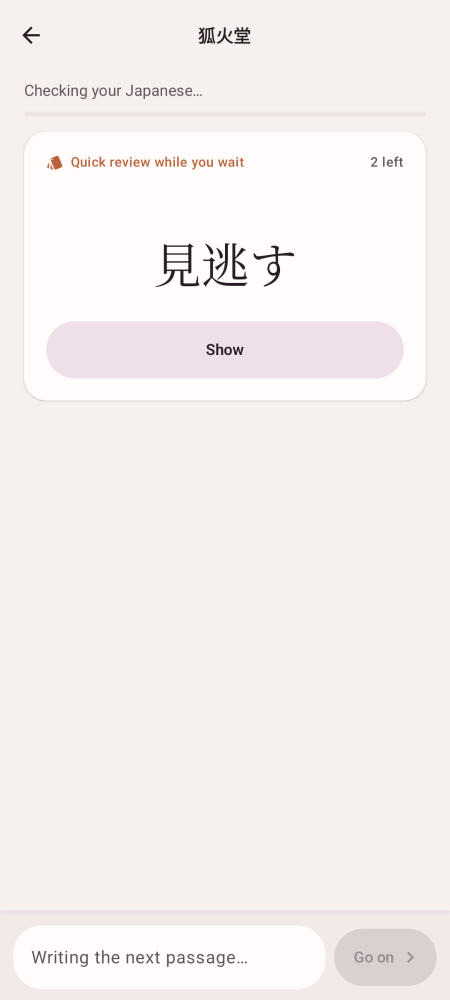 狐火堂
Checking your Japanese…
Quick review while you wait
2 left
見逃す
Show
Writing the next passage…
Go on